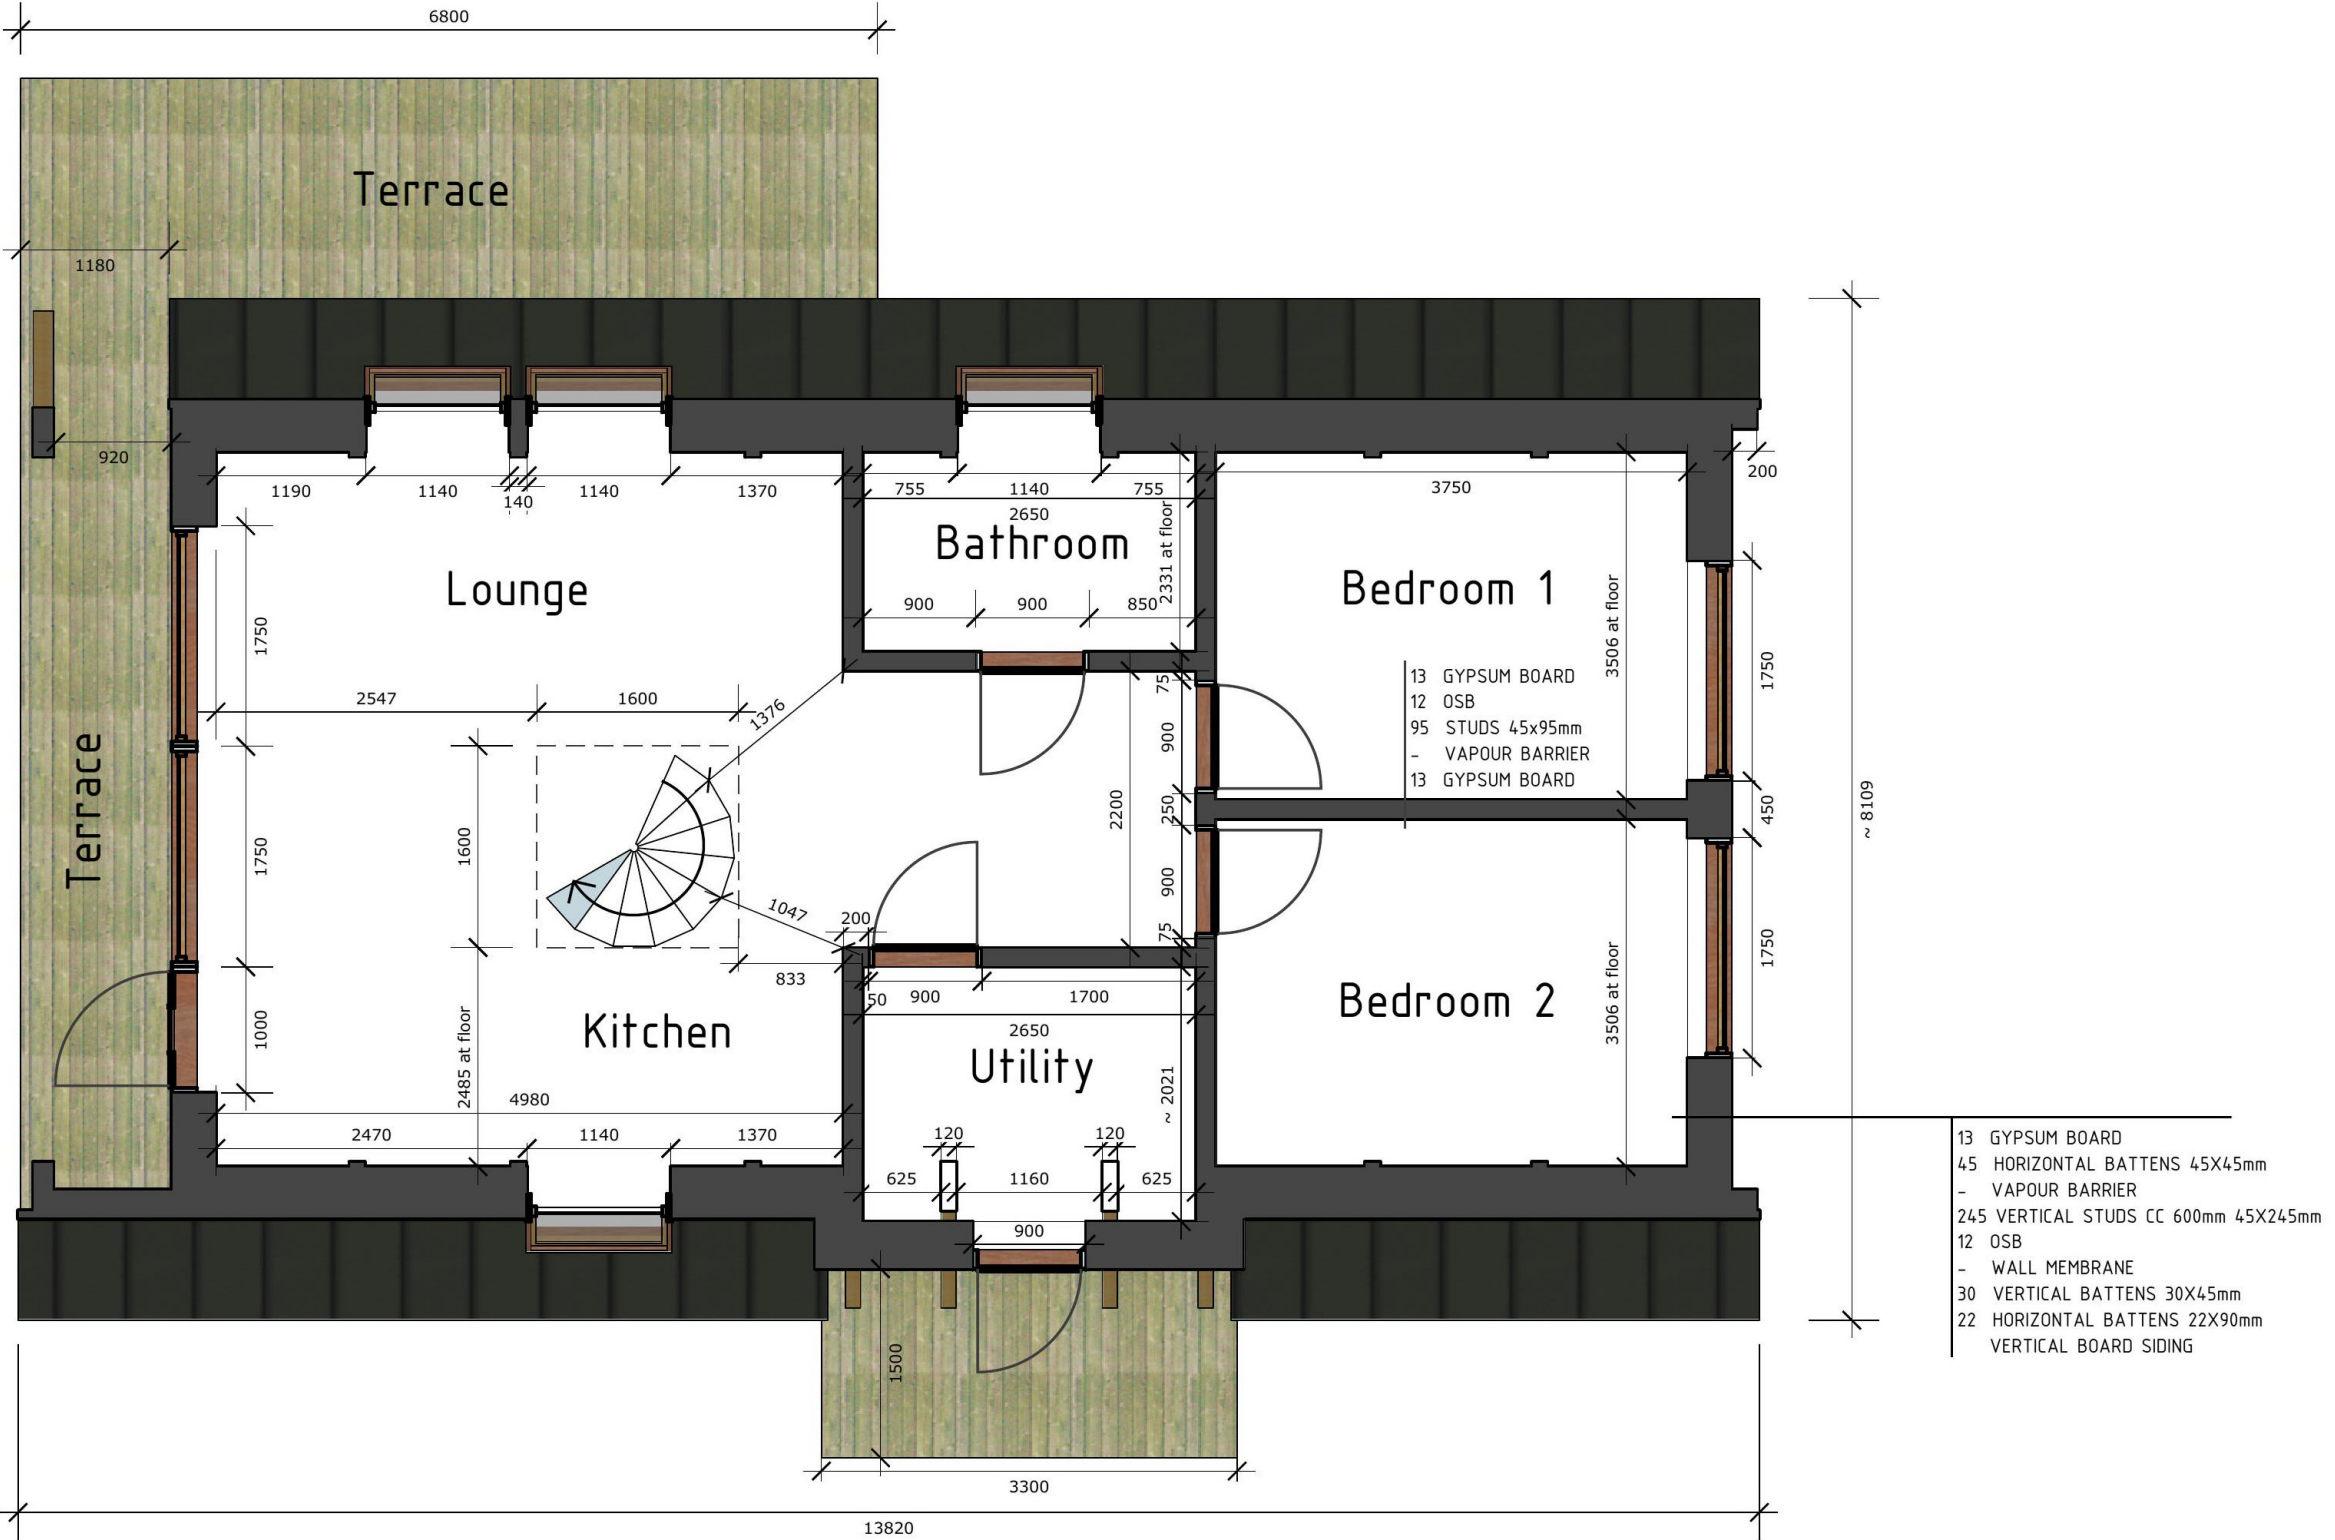 6800
Terrace
1180
920
1190
1140
140
1140
1370
755
1140
755
2650
3750
200
Bathroom
2331 at floor
Lounge
Bedroom 1
900
900
850
1750
3506 at floor
1750
2547
1600
1376
75
900
13 GYPSUM BOARD
12 OSB
95 STUDS 45x95mm
- VAPOUR BARRIER
13 GYPSUM BOARD
Terrace
1750
1600
2200
250
450
~ 8109
900
1047
200
75
833
50
900
1700
1750
3506 at floor
Bedroom 2
1000
2485 at floor
Kitchen
2650
Utility
~ 2021
4980
2470
1140
1370
120
120
625
1160
625
900
13 GYPSUM BOARD
45 HORIZONTAL BATTENS 45X45mm
- VAPOUR BARRIER
245 VERTICAL STUDS CC 600mm 45X245mm
12 OSB
- WALL MEMBRANE
30 VERTICAL BATTENS 30X45mm
22 HORIZONTAL BATTENS 22X90mm
VERTICAL BOARD SIDING
1500
3300
13820